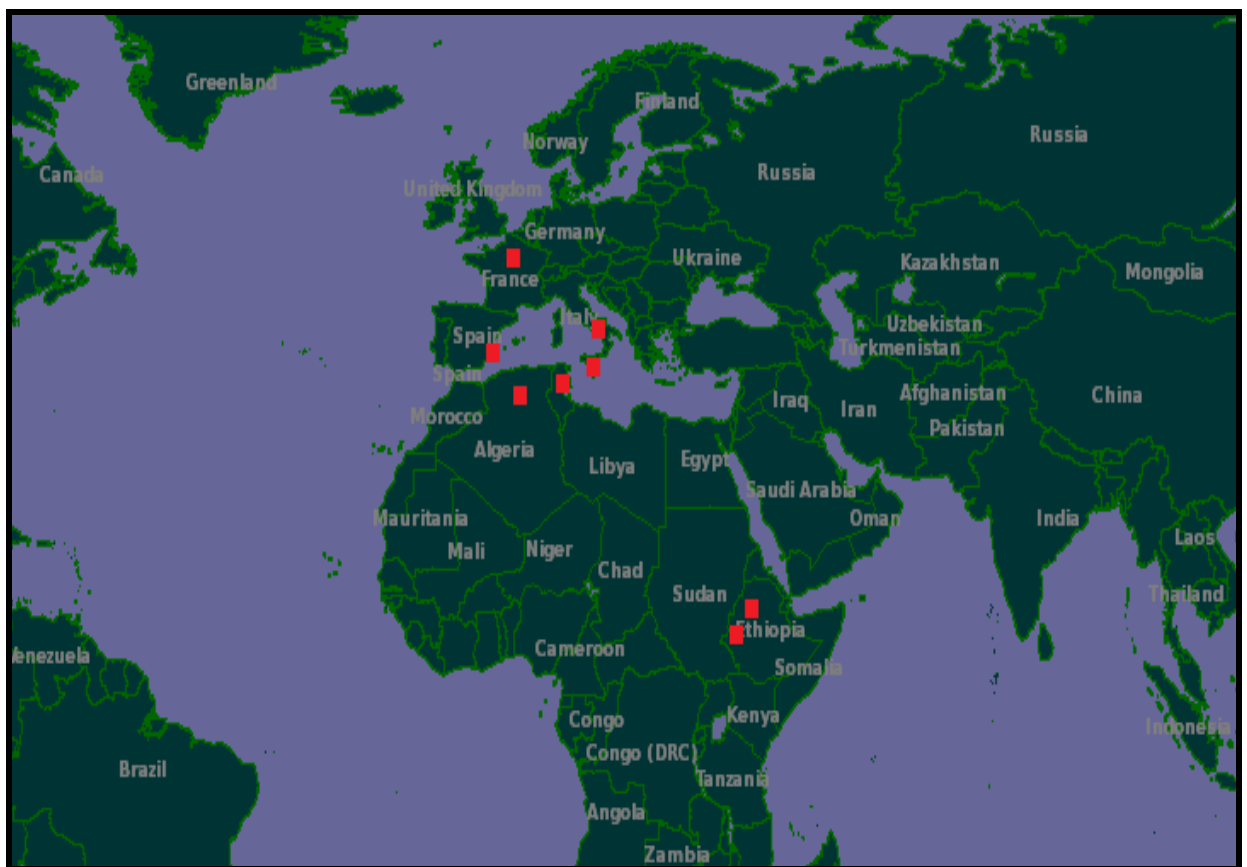 Greenland
Finland
Norway
Russia
Russia
Canada
United Kingdom
Germany
Ukraine
Kazakhstan
Mongolia
France
Italy
Uzbekistan
Spain
Turkmenistan
Spain
Afghanistan
China
Iraq
Iran
Morocco
Pakistan
Algeria
Libya
Egypt
Saudi Arabia
Mauritania
Oman
India
Mali
Niger
Laos
Chad
Sudan
Thailand
Ethiopia
Cameroon
Venezuela
Somalia
Congo
Kenya
Indonesia
Congo (DRC)
Brazil
Tanzania
Angola
Zambia